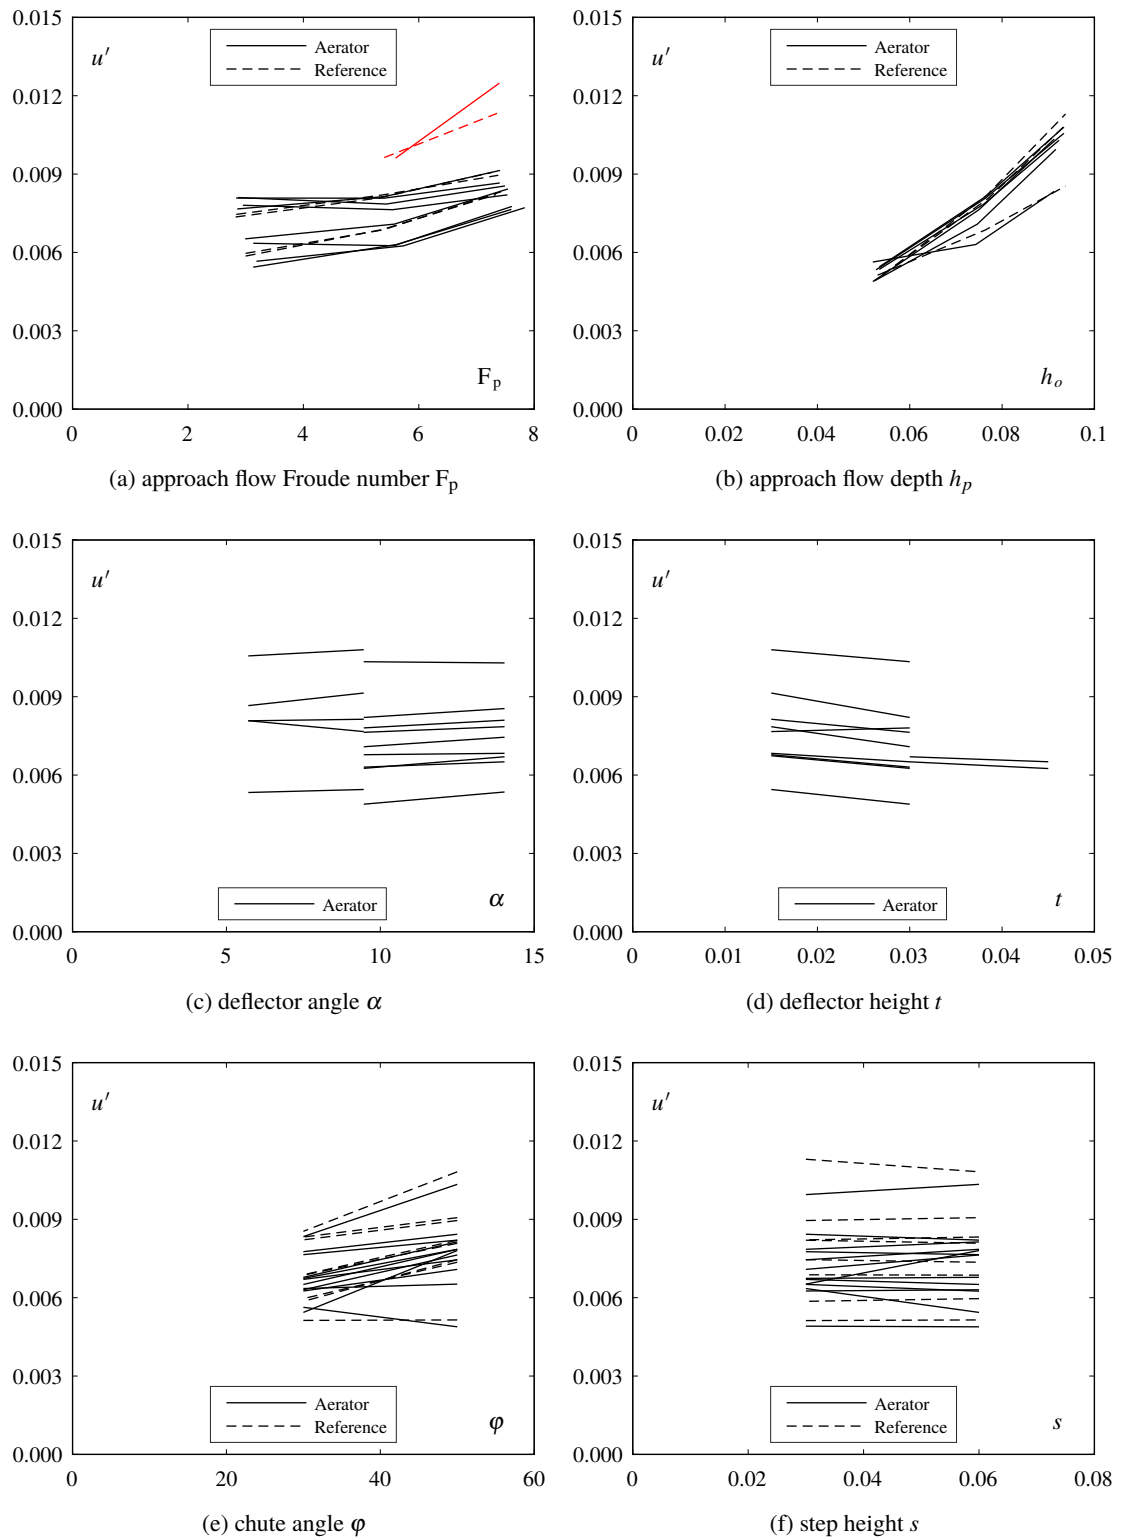 0.015 0.015
u′ Aerator u′ Aerator
Reference Reference
0.012 0.012
0.009 0.009
0.006 0.006
0.003 0.003
F_p h_o
0.000 0.000
0 2 4 6 8 0 0.02 0.04 0.06 0.08 0.1
(a) approach flow Froude number F_p (b) approach flow depth h_p
0.015 0.015
u′ u′
0.012 0.012
0.009 0.009
0.006 0.006
0.003 0.003
Aerator α Aerator t
0.000 0.000
0 5 10 15 0 0.01 0.02 0.03 0.04 0.05
(c) deflector angle α (d) deflector height t
0.015 0.015
u′ u′
0.012 0.012
0.009 0.009
0.006 0.006
0.003 0.003
Aerator Aerator
Reference φ Reference s
0.000 0.000
0 20 40 60 0 0.02 0.04 0.06 0.08
(e) chute angle φ (f) step height s